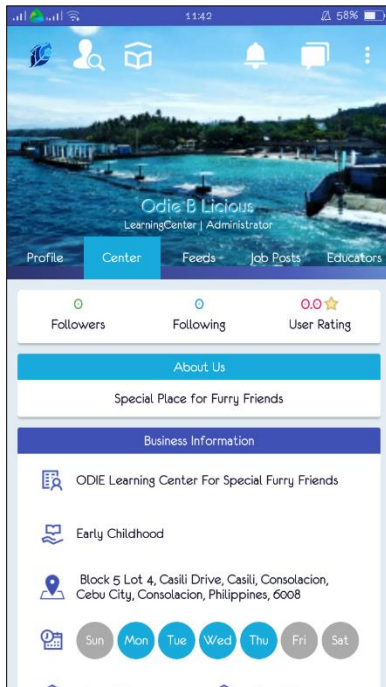 11:42
58%
Odie B Licious
LearningCenter | Administrator
Profile Center Feeds Job Posts Educators
0 0 0.0
Followers Following User Rating
About Us
Special Place for Furry Friends
Business Information
ODIE Learning Center For Special Furry Friends
Early Childhood
Block 5 Lot 4, Casili Drive, Casili, Consolacion,
Cebu City, Consolacion, Philippines, 6008
Sun Mon Tue Wed Thu Fri Sat